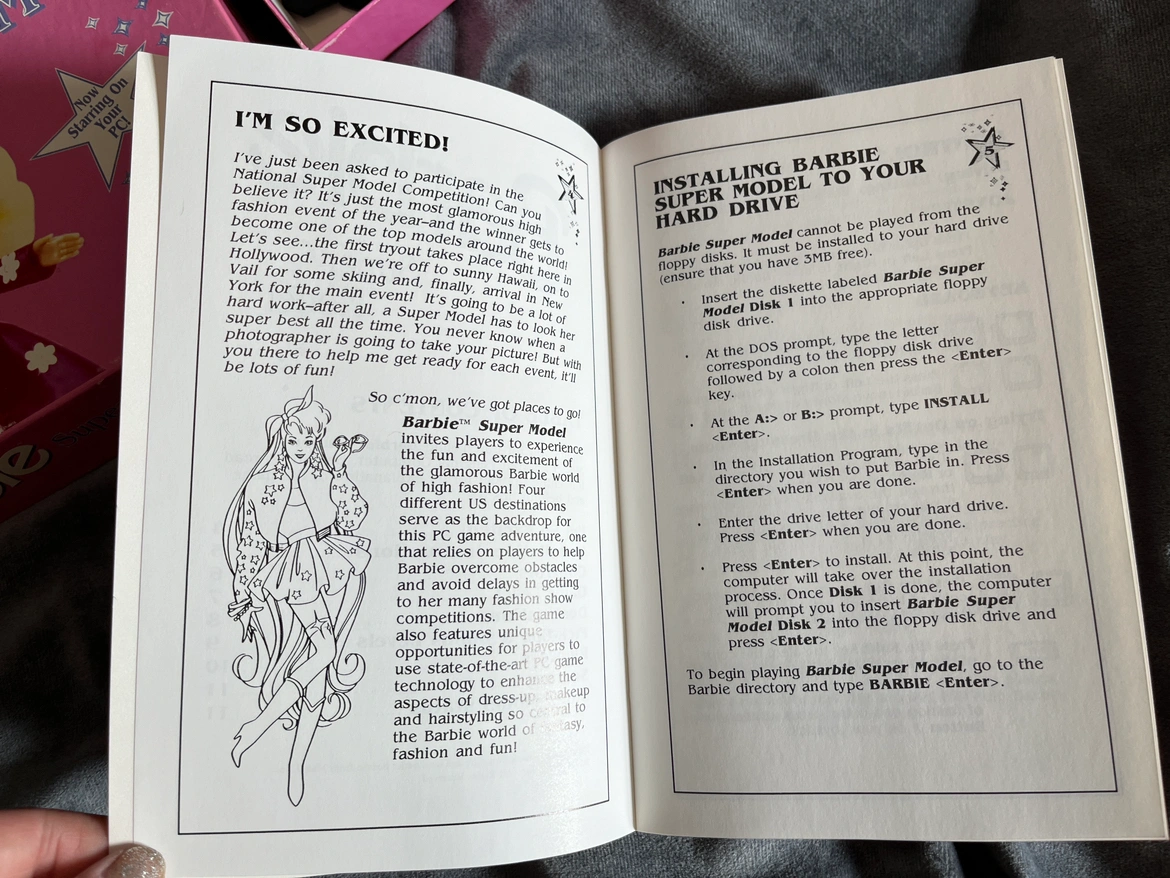 M
Now
Starring On
Your
PC!
I'M SO EXCITED!
4
I've just been asked to participate in the
National Super Model Competition! Can you
believe it? It's just the most glamorous high
fashion event of the year–and the winner gets to
become one of the top models around the world!
Let's see...the first tryout takes place right here in
Hollywood. Then we're off to sunny Hawaii, on to
Vail for some skiing and, finally, arrival in New
York for the main event! It's going to be a lot of
hard work–after all, a Super Model has to look her
super best all the time. You never know when a
photographer is going to take your picture! But with
you there to help me get ready for each event, it'll
be lots of fun!
So c'mon, we've got places to go!
Barbie™ Super Model
invites players to experience
the fun and excitement of
the glamorous Barbie world
of high fashion! Four
different US destinations
serve as the backdrop for
this PC game adventure, one
that relies on players to help
Barbie overcome obstacles
and avoid delays in getting
to her many fashion show
competitions. The game
also features unique
opportunities for players to
use state-of-the-art PC game
technology to enhance the
aspects of dress-up, makeup
and hairstyling so central to
the Barbie world of fantasy,
fashion and fun!
5
INSTALLING BARBIE
SUPER MODEL TO YOUR
HARD DRIVE
Barbie Super Model cannot be played from the
floppy disks. It must be installed to your hard drive
(ensure that you have 3MB free).
· Insert the diskette labeled Barbie Super
Model Disk 1 into the appropriate floppy
disk drive.
· At the DOS prompt, type the letter
corresponding to the floppy disk drive
followed by a colon then press the <Enter>
key.
· At the A:> or B:> prompt, type INSTALL
<Enter>.
· In the Installation Program, type in the
directory you wish to put Barbie in. Press
<Enter> when you are done.
· Enter the drive letter of your hard drive.
Press <Enter> when you are done.
· Press <Enter> to install. At this point, the
computer will take over the installation
process. Once Disk 1 is done, the computer
will prompt you to insert Barbie Super
Model Disk 2 into the floppy disk drive and
press <Enter>.
To begin playing Barbie Super Model, go to the
Barbie directory and type BARBIE <Enter>.